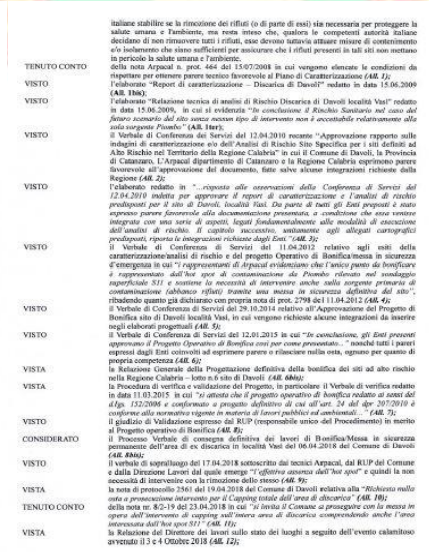 italiane stabilire se la rimozione dei rifiuti (o di parte di essi) sia necessaria per proteggere la
salute umana e l'ambiente, ma resta inteso che, qualora le competenti autorità italiane
decidano di non rimuovere tutti i rifiuti, esse devono tuttavia attuare misure di contenimento
e/o isolamento che siano sufficienti per assicurare che i rifiuti presenti in tali siti non mettano
in pericolo la salute umana e l'ambiente.
TENUTO CONTO della nota Arpacal n. prot. 464 del 15/07/2008 in cui vengono elencate le condizioni da
rispettare per ottenere parere tecnico favorevole al Piano di Caratterizzazione (All. 1);
VISTO l'elaborato "Report di caratterizzazione – Discarica di Davoli" redatto in data 15.06.2009
(All. 1bis);
VISTO l'elaborato "Relazione tecnica di analisi di Rischio Discarica di Davoli località Vasi" redatto
in data 15.06.2009, in cui si evidenzia "In conclusione il Rischio Sanitario nel caso del
futuro scenario del sito senza nessun tipo di intervento non è accettabile relativamente alla
sola sorgente Piombo" (All. 1ter);
VISTO il Verbale di Conferenza dei Servizi del 12.04.2010 recante "Approvazione rapporto sulle
indagini di caratterizzazione e/o dell'Analisi di Rischio Sito Specifica per i siti definiti ad
Alto Rischio nel Territorio della Regione Calabria" in cui il Comune di Davoli, la Provincia
di Catanzaro, L'Arpacal dipartimento di Catanzaro e la Regione Calabria esprimono parere
favorevole all'approvazione del documento, fatte salve alcune integrazioni richieste dalla
Regione (All. 2);
VISTO l'elaborato redatto in "...risposta alle osservazioni della Conferenza di Servizi del
12.04.2010 indetta per approvare il report di caratterizzazione e l'analisi di rischio
predisposti per il sito di Davoli, località Vasi. Da parte di tutti gli Enti preposti è stato
espresso parere favorevole alla documentazione presentata, a condizione che essa venisse
integrata con una serie di aspetti, legati fondamentalmente alle modalità di esecuzione
dell'analisi di rischio. Il capitolo successivo, unitamente agli allegati cartografici
predisposti, riporta le integrazioni richieste dagli Enti "(All. 3);
VISTO il Verbale di Conferenza di Servizi del 11.04.2012 relativo agli esiti della
caratterizzazione/analisi di rischio e del progetto Operativo di Bonifica/messa in sicurezza
d'emergenza in cui "i rappresentanti di Arpacal evidenziano che l'unico punto da bonificare
è rappresentato dall'hot spot di contaminazione da Piombo rilevato nel sondaggio
superficiale S11 e sostiene la necessità di intervenire anche sulla sorgente primaria di
contaminazione (abbanco rifiuti) tramite una messa in sicurezza definitiva del sito",
ribadendo quanto già dichiarato con propria nota di prot. 2798 del 11.04.2012 (All. 4);
VISTO il Verbale di Conferenza di Servizi del 29.10.2014 relativo all'Approvazione del Progetto di
Bonifica sito di Davoli località Vasi, in cui vengono richieste alcune integrazioni da inserire
negli elaborati progettuali (All. 5);
VISTO il Verbale di Conferenza di Servizi del 12.01.2015 in cui "In conclusione, gli Enti presenti
approvano il Progetto Operativo di Bonifica così per come presentato..." nonché tutti i pareri
espressi dagli Enti coinvolti ad esprimere parere o rilasciare nulla osta, ognuno per quanto di
propria competenza (All. 6);
VISTA la Relazione Generale della Progettazione definitiva della bonifica dei siti ad alto rischio
nella Regione Calabria – lotto n.6 sito di Davoli (All. 6bis);
VISTA la Procedura di verifica e validazione del Progetto, in particolare il Verbale di verifica redato
in data 11.03.2015 in cui "si attesta che il progetto operativo di bonifica redatto ai sensi del
d.lgs. 152/2006 e conformato a progetto definitivo di cui all'art. 24 del dpr 207/2010 è
conforme alla normativa vigente in materia di lavori pubblici ed ambientali..." (All. 7);
VISTO il giudizio di Validazione espresso dal RUP (responsabile unico del Procedimento) in merito
al Progetto operativo di Bonifica (All. 8);
CONSIDERATO il Processo Verbale di consegna definitiva dei lavori di Bonifica/Messa in sicurezza
permanente dell'area di ex discarica in località Vasi del 06.04.2018 del Comune di Davoli
(All. 8bis);
VISTO il verbale di sopralluogo del 17.04.2018 sottoscritto dai tecnici Arpacal, dal RUP del Comune
e dalla Direzione Lavori dal quale emerge "l'effettiva assenza dell'hot spot" e quindi la non
necessità di intervenire con la rimozione dello stesso (All. 9);
VISTA la nota di protocollo 2561 del 19.04.2018 del Comune di Davoli relativa alla "Richiesta nulla
osta a prosecuzione intervento per il Capping totale dell'area di discarica" (All. 10);
TENUTO CONTO della nota nr. 8/2-19 del 23.04.2018 in cui "si invita il Comune a proseguire con la messa in
opera dell'intervento di capping sull'intera area di discarica comprendendo anche l'area
interessata dall'hot spot S11" (All. 11);
VISTA la Relazione del Direttore dei Lavori sullo stato dei luoghi a seguito dell'evento calamitoso
avvenuto il 3 e 4 Ottobre 2018 (All. 12);